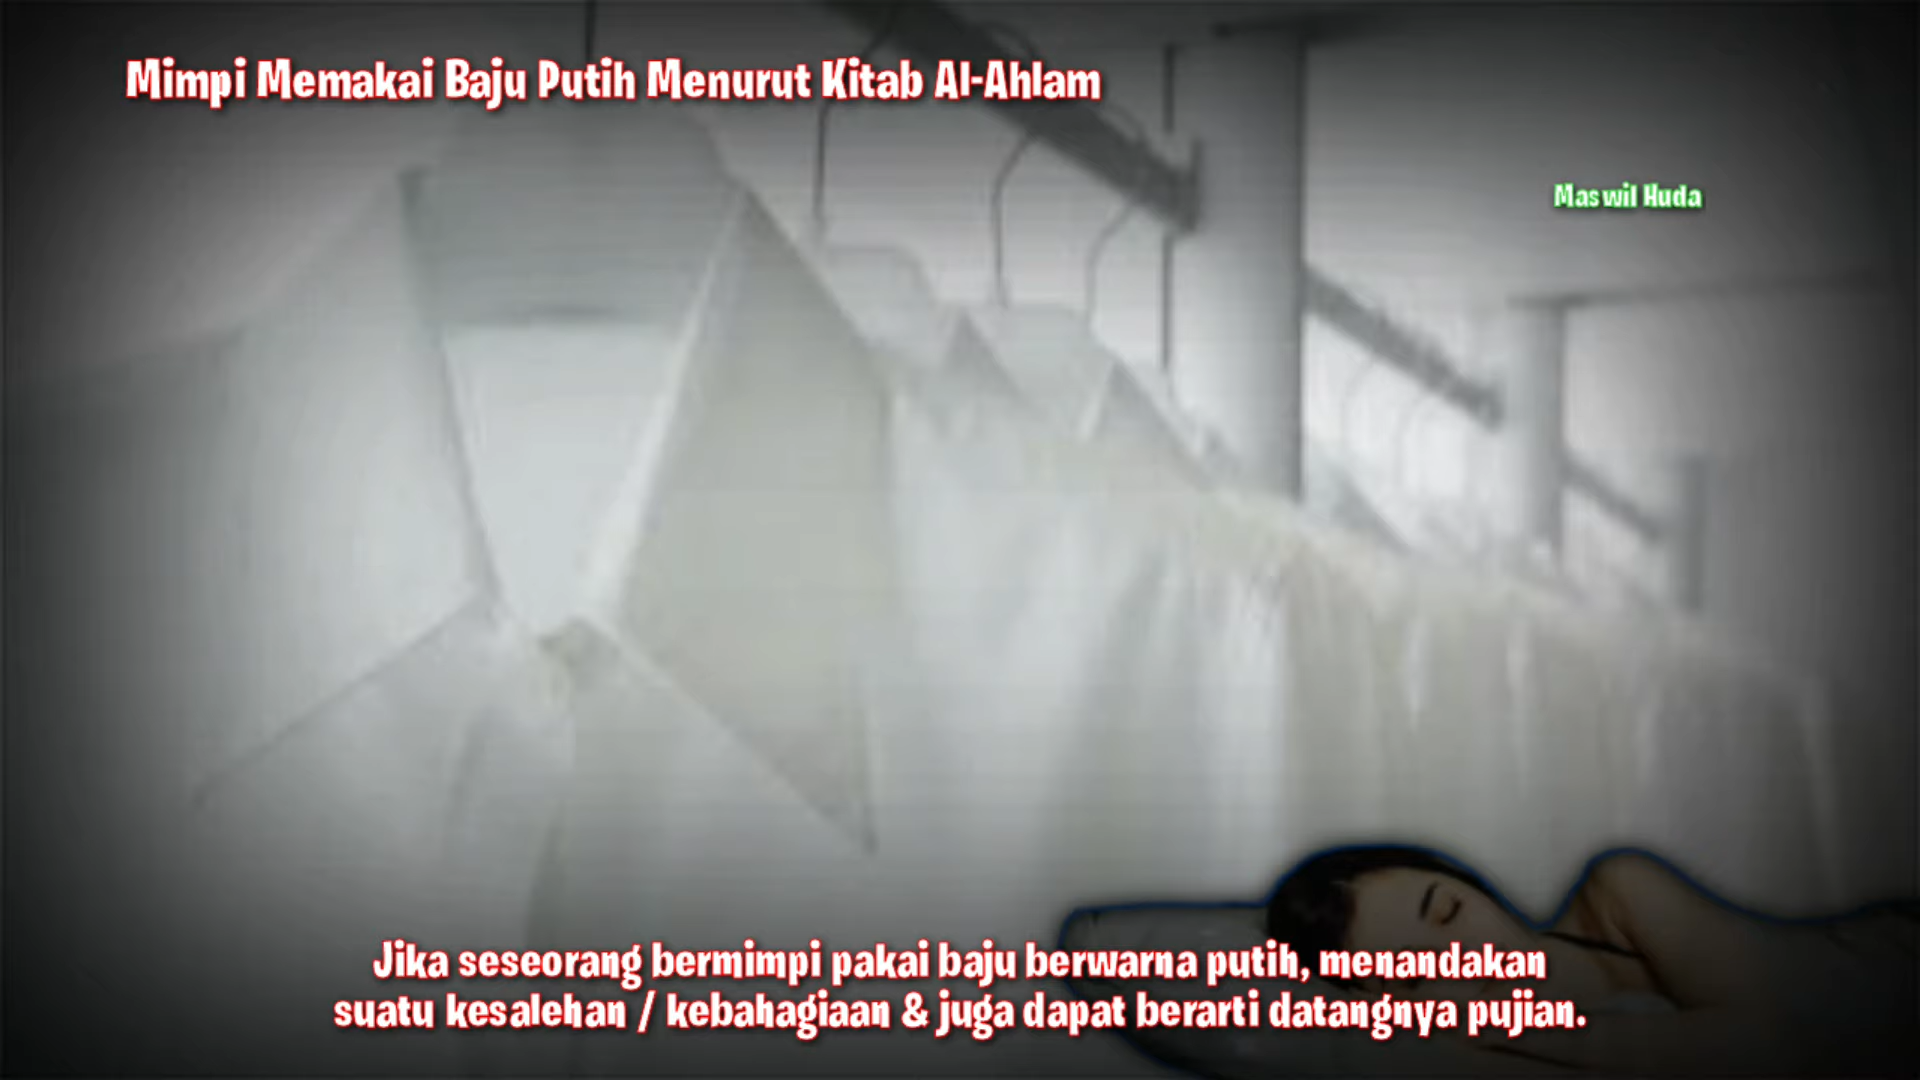 Mimpi Memakai Baju Putih Menurut Kitab Al-Ahlam
Maswil Huda
Jika seseorang bermimpi pakai baju berwarna putih, menandakan
suatu kesalehan / kebahagiaan & juga dapat berarti datangnya pujian.